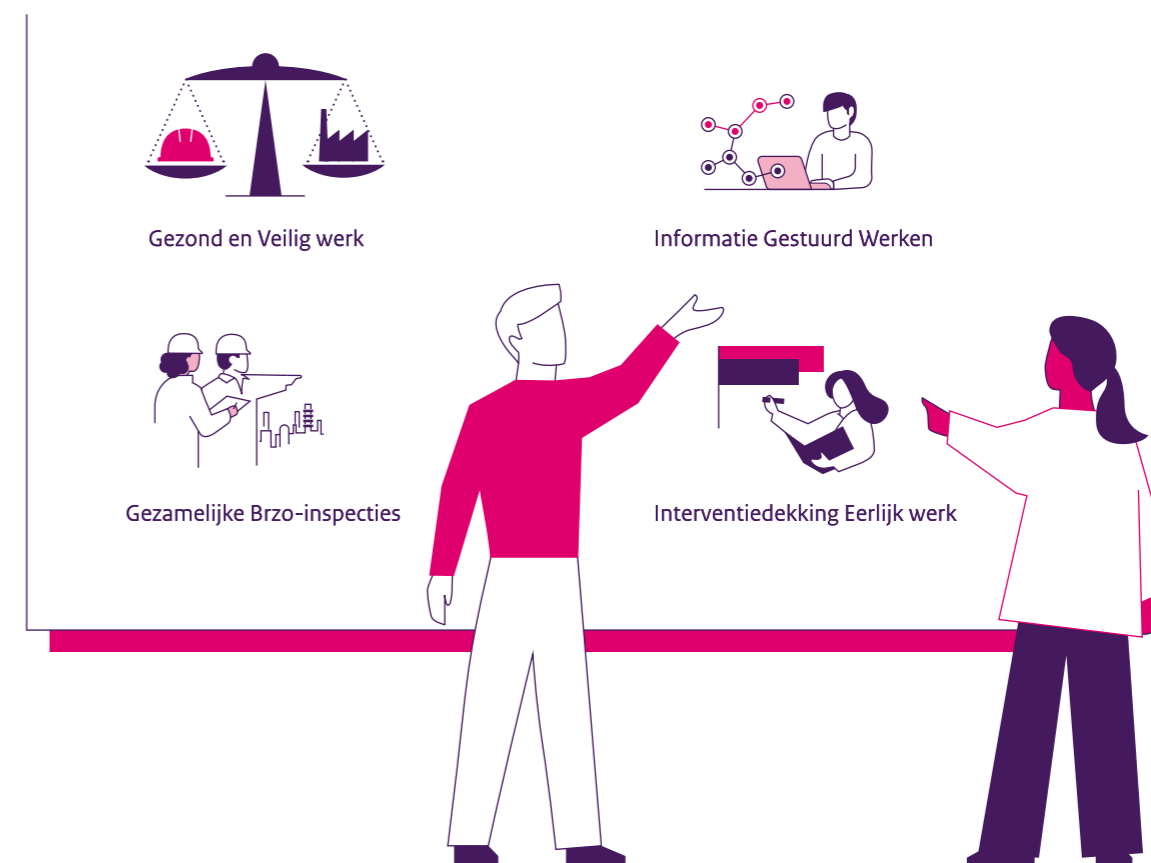 Gezond en Veilig werk
Informatie Gestuurd Werken
Gezamelijke Brzo-inspecties
Interventiedekking Eerlijk werk